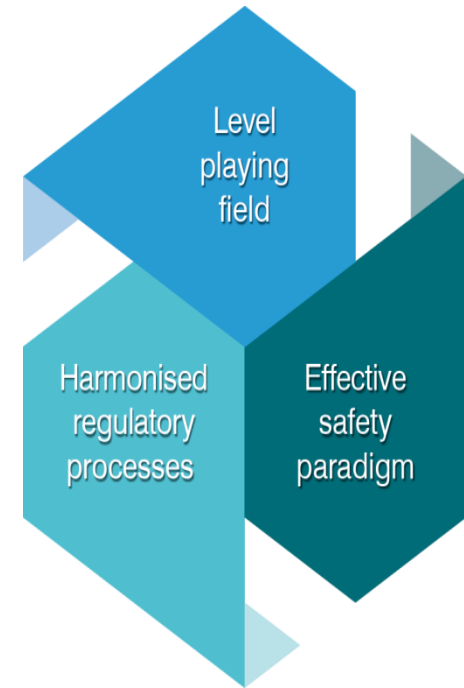 Level
playing
field
Harmonised
regulatory
processes
Effective
safety
paradigm